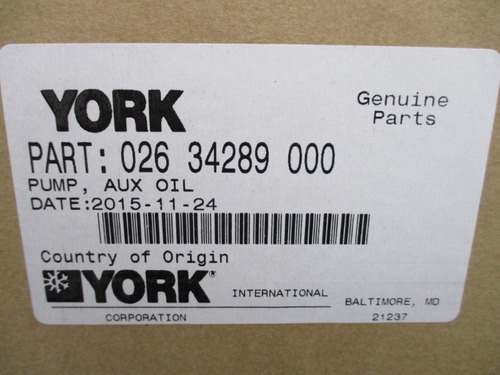 YORK
Genuine
Parts
PART: 026 34289 000
PUMP, AUX OIL
DATE:2015-11-24
Country of Origin
YORK® INTERNATIONAL
CORPORATION
BALTIMORE, MD
21237